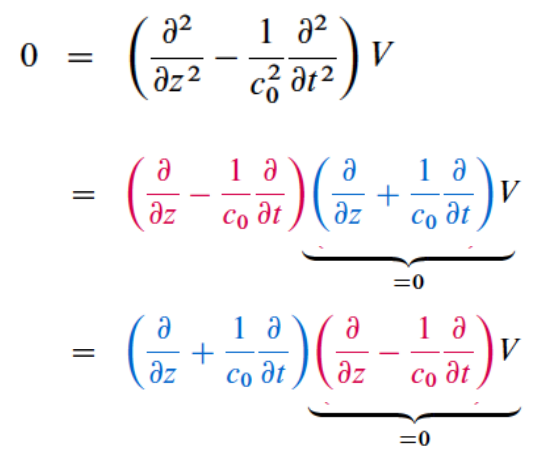 0 = (∂²/∂z² − 1/c₀² ∂²/∂t²) V
= (∂/∂z − 1/c₀ ∂/∂t) (∂/∂z + 1/c₀ ∂/∂t) V
=0
= (∂/∂z + 1/c₀ ∂/∂t) (∂/∂z − 1/c₀ ∂/∂t) V
=0